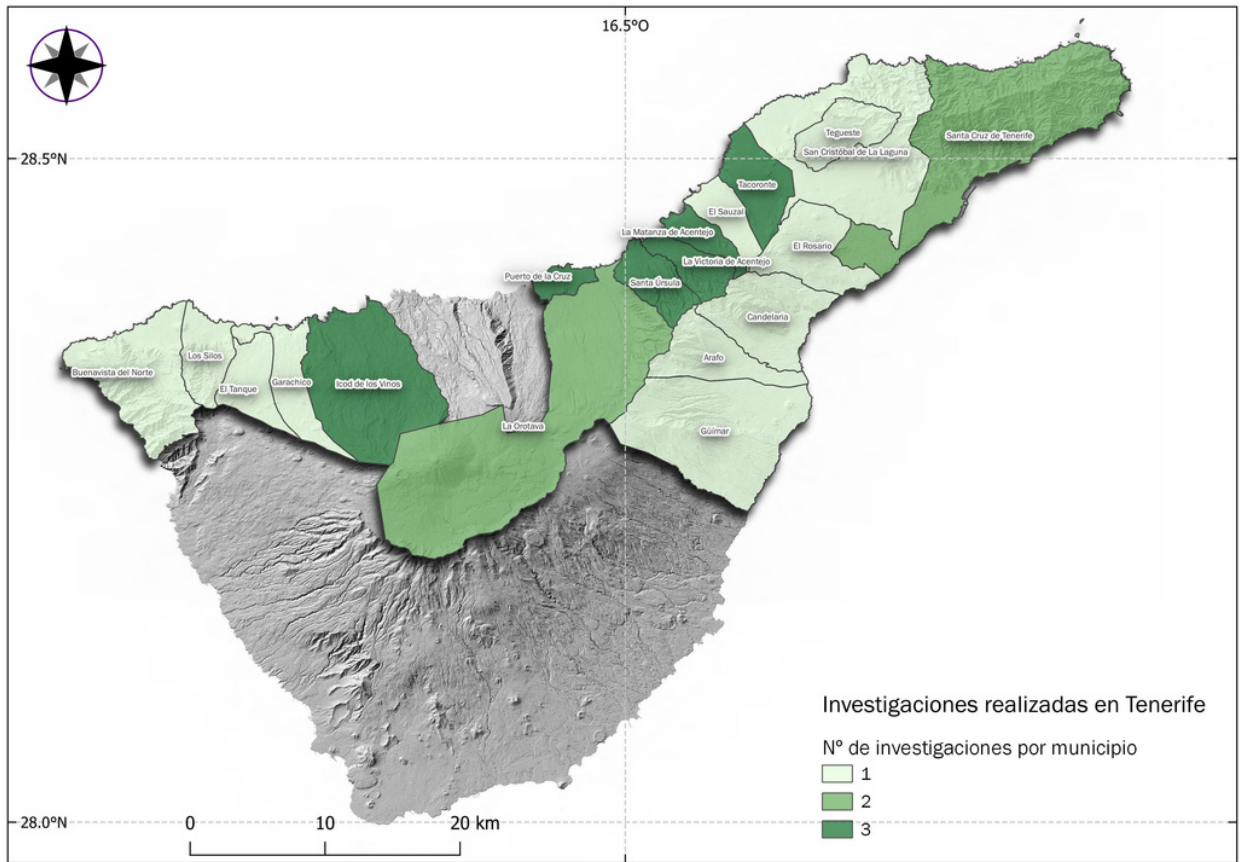 16.5ºO
28.5ºN
Tegueste
Santa Cruz de Tenerife
San Cristóbal de La Laguna
Tacoronte
El Sauzal
La Matanza de Acentejo
El Rosario
La Victoria de Acentejo
Puerto de la Cruz
Santa Úrsula
Candelaria
Los Silos
Arafo
Buenavista del Norte
El Tanque
Garachico
Icod de los Vinos
La Orotava
Güímar
Investigaciones realizadas en Tenerife
Nº de investigaciones por municipio
1
2
3
28.0ºN
0 10 20 km